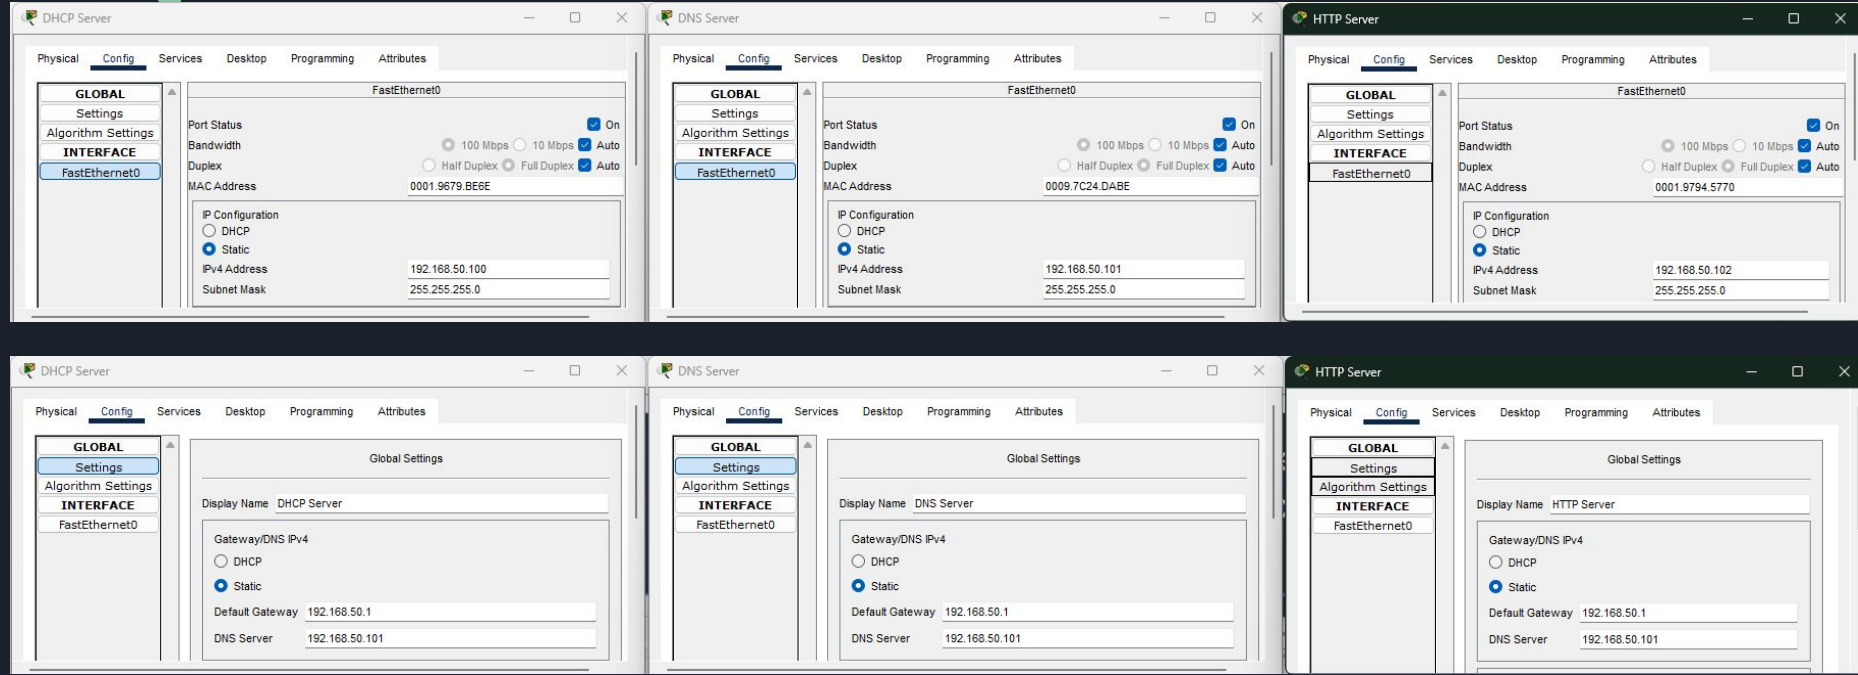 DHCP Server
Physical Config Services Desktop Programming Attributes
GLOBAL
Settings
Algorithm Settings
INTERFACE
FastEthernet0
FastEthernet0
Port Status On
Bandwidth 100 Mbps 10 Mbps Auto
Duplex Half Duplex Full Duplex Auto
MAC Address 0001.9679.BE6E
IP Configuration
DHCP
Static
IPv4 Address 192.168.50.100
Subnet Mask 255.255.255.0
DNS Server
Physical Config Services Desktop Programming Attributes
GLOBAL
Settings
Algorithm Settings
INTERFACE
FastEthernet0
FastEthernet0
Port Status On
Bandwidth 100 Mbps 10 Mbps Auto
Duplex Half Duplex Full Duplex Auto
MAC Address 0009.7C24.DABE
IP Configuration
DHCP
Static
IPv4 Address 192.168.50.101
Subnet Mask 255.255.255.0
HTTP Server
Physical Config Services Desktop Programming Attributes
GLOBAL
Settings
Algorithm Settings
INTERFACE
FastEthernet0
FastEthernet0
Port Status On
Bandwidth 100 Mbps 10 Mbps Auto
Duplex Half Duplex Full Duplex Auto
MAC Address 0001.9794.5770
IP Configuration
DHCP
Static
IPv4 Address 192.168.50.102
Subnet Mask 255.255.255.0
DHCP Server
Physical Config Services Desktop Programming Attributes
GLOBAL
Settings
Algorithm Settings
INTERFACE
FastEthernet0
Global Settings
Display Name DHCP Server
Gateway/DNS IPv4
DHCP
Static
Default Gateway 192.168.50.1
DNS Server 192.168.50.101
DNS Server
Physical Config Services Desktop Programming Attributes
GLOBAL
Settings
Algorithm Settings
INTERFACE
FastEthernet0
Global Settings
Display Name DNS Server
Gateway/DNS IPv4
DHCP
Static
Default Gateway 192.168.50.1
DNS Server 192.168.50.101
HTTP Server
Physical Config Services Desktop Programming Attributes
GLOBAL
Settings
Algorithm Settings
INTERFACE
FastEthernet0
Global Settings
Display Name HTTP Server
Gateway/DNS IPv4
DHCP
Static
Default Gateway 192.168.50.1
DNS Server 192.168.50.101